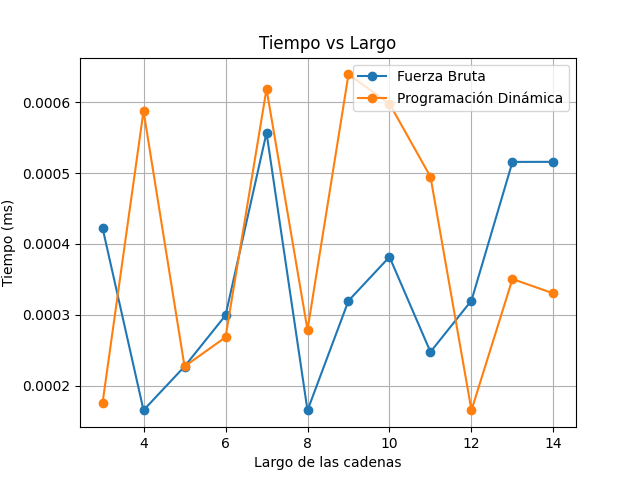 Tiempo vs Largo
Fuerza Bruta
Programación Dinámica
Tiempo (ms)
0.0006
0.0005
0.0004
0.0003
0.0002
4 6 8 10 12 14
Largo de las cadenas